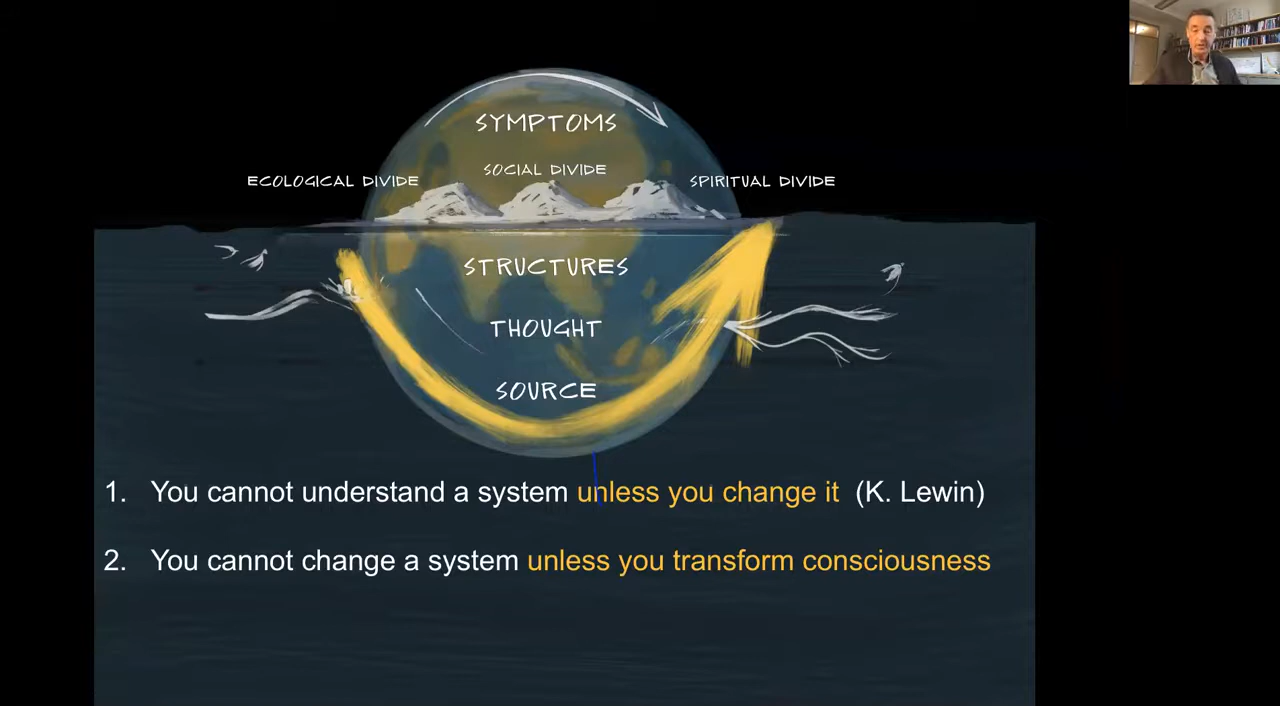 SYMPTOMS
SOCIAL DIVIDE
ECOLOGICAL DIVIDE
SPIRITUAL DIVIDE
STRUCTURES
THOUGHT
SOURCE
1. You cannot understand a system unless you change it (K. Lewin)
2. You cannot change a system unless you transform consciousness